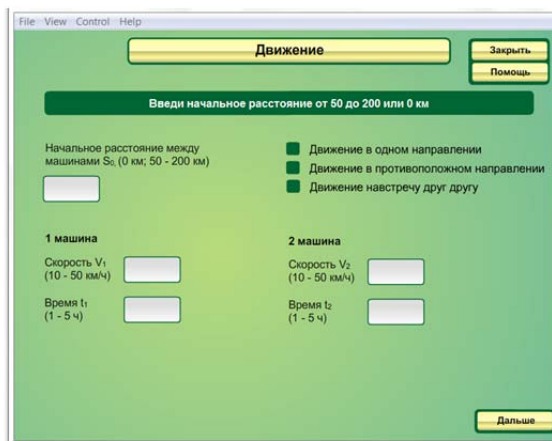 File View Control Help
Движение
Закрыть
Помощь
Введи начальное расстояние от 50 до 200 или 0 км
Начальное расстояние между
машинами S₀, (0 км; 50 - 200 км)
Движение в одном направлении
Движение в противоположном направлении
Движение навстречу друг другу
1 машина
Скорость V₁
(10 - 50 км/ч)
Время t₁
(1 - 5 ч)
2 машина
Скорость V₂
(10 - 50 км/ч)
Время t₂
(1 - 5 ч)
Дальше